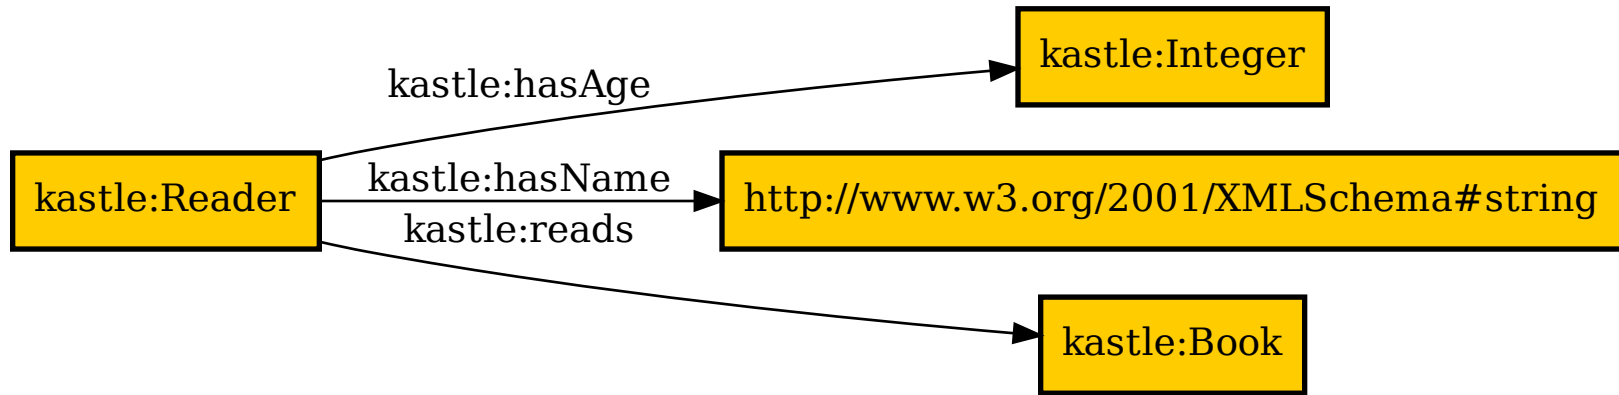 kastle:Integer
kastle:hasAge
kastle:Reader
kastle:hasName
http://www.w3.org/2001/XMLSchema#string
kastle:reads
kastle:Book